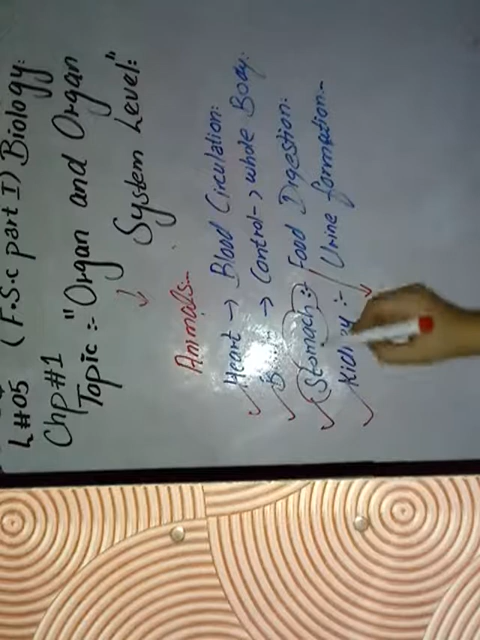 L#05 (F.S.c part I) Biology:
Chp#1
Topic :- "Organ and Organ
→ System Level:"
Animals...
Heart → Blood Circulation:
→ Control → whole Body:
Stomach :- Food Digestion:
Kidney :- Urine formation...